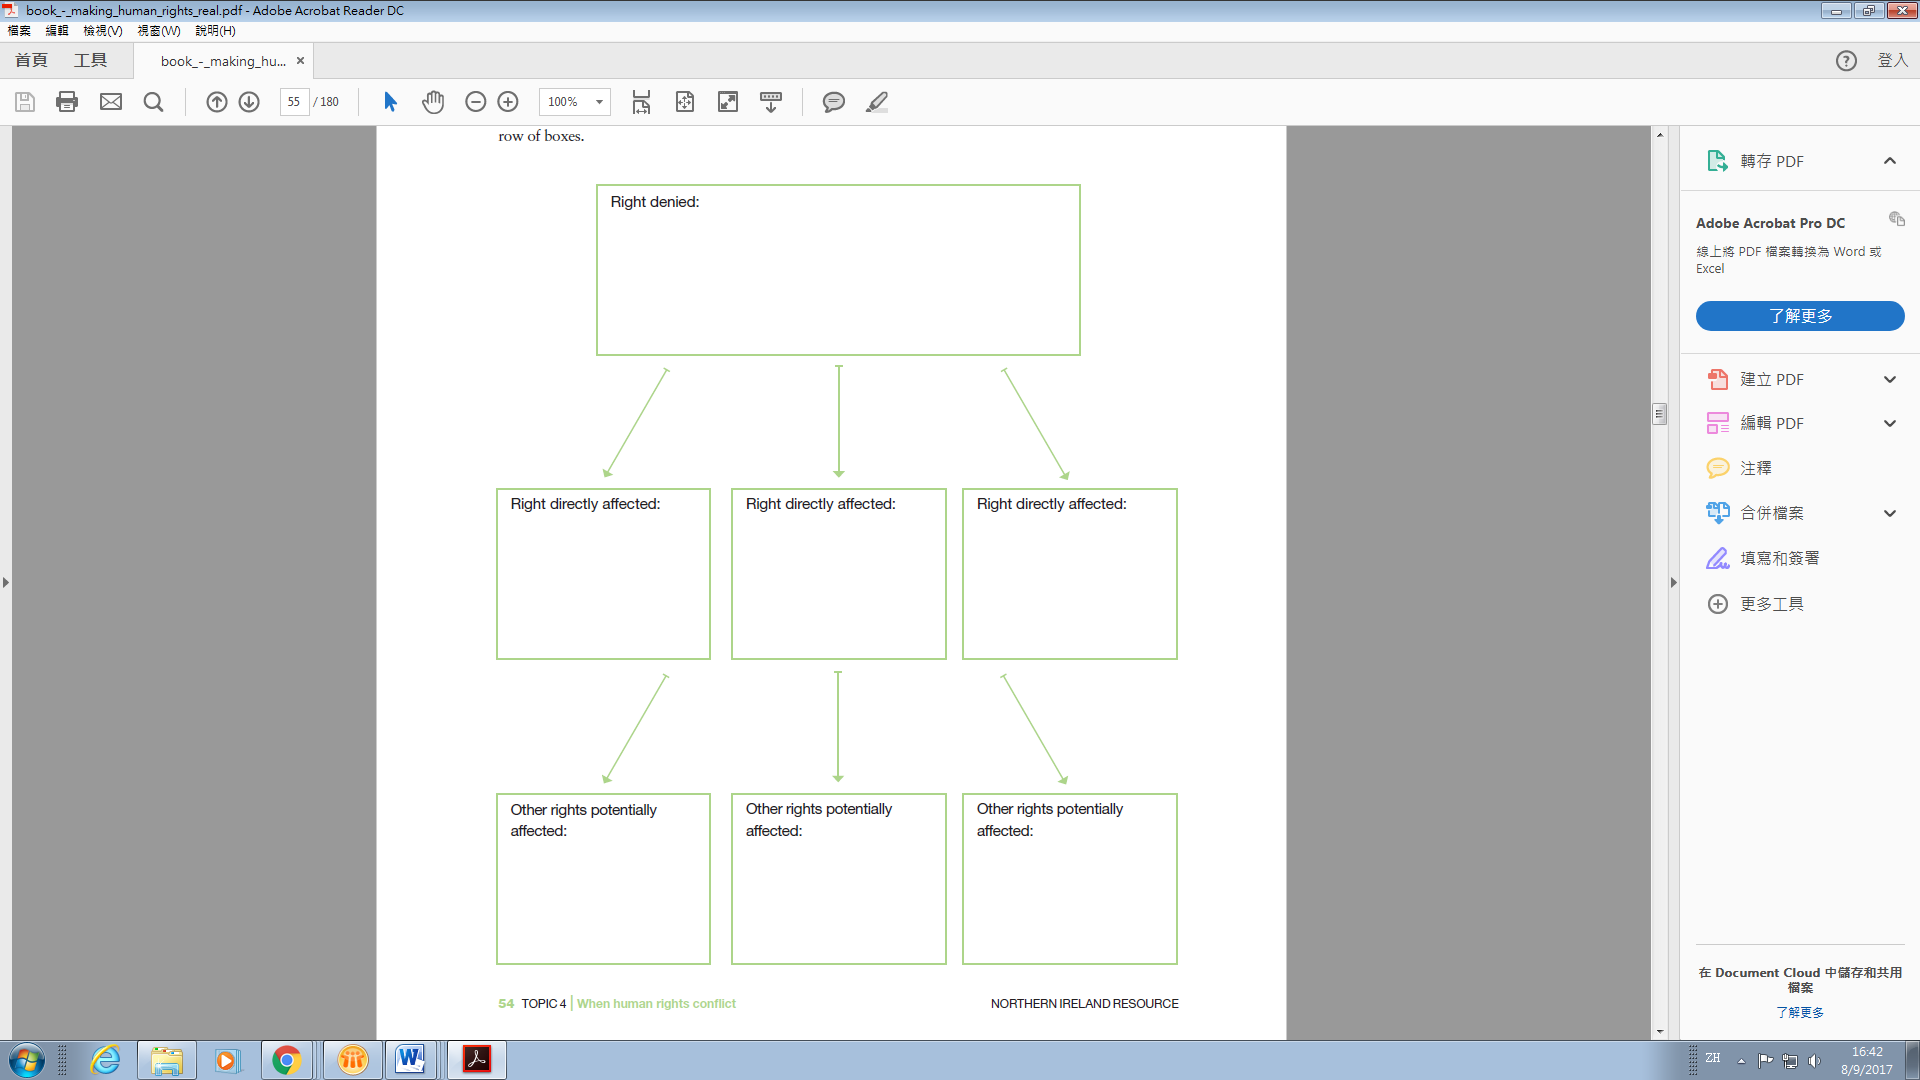 book_-_making_human_rights_real.pdf - Adobe Acrobat Reader DC
檔案 編輯 檢視(V) 視窗(W) 說明(H)
首頁 工具 book_-_making_hu... × 登入
55 / 180 100%
row of boxes.
Right denied:
Right directly affected: Right directly affected: Right directly affected:
Other rights potentially Other rights potentially Other rights potentially
affected: affected: affected:
54 TOPIC 4 | When human rights conflict NORTHERN IRELAND RESOURCE
轉存 PDF
Adobe Acrobat Pro DC
線上將 PDF 檔案轉換為 Word 或
Excel
了解更多
建立 PDF
編輯 PDF
注釋
合併檔案
填寫和簽署
更多工具
在 Document Cloud 中儲存和共用
檔案
了解更多
ZH 16:42
8/9/2017